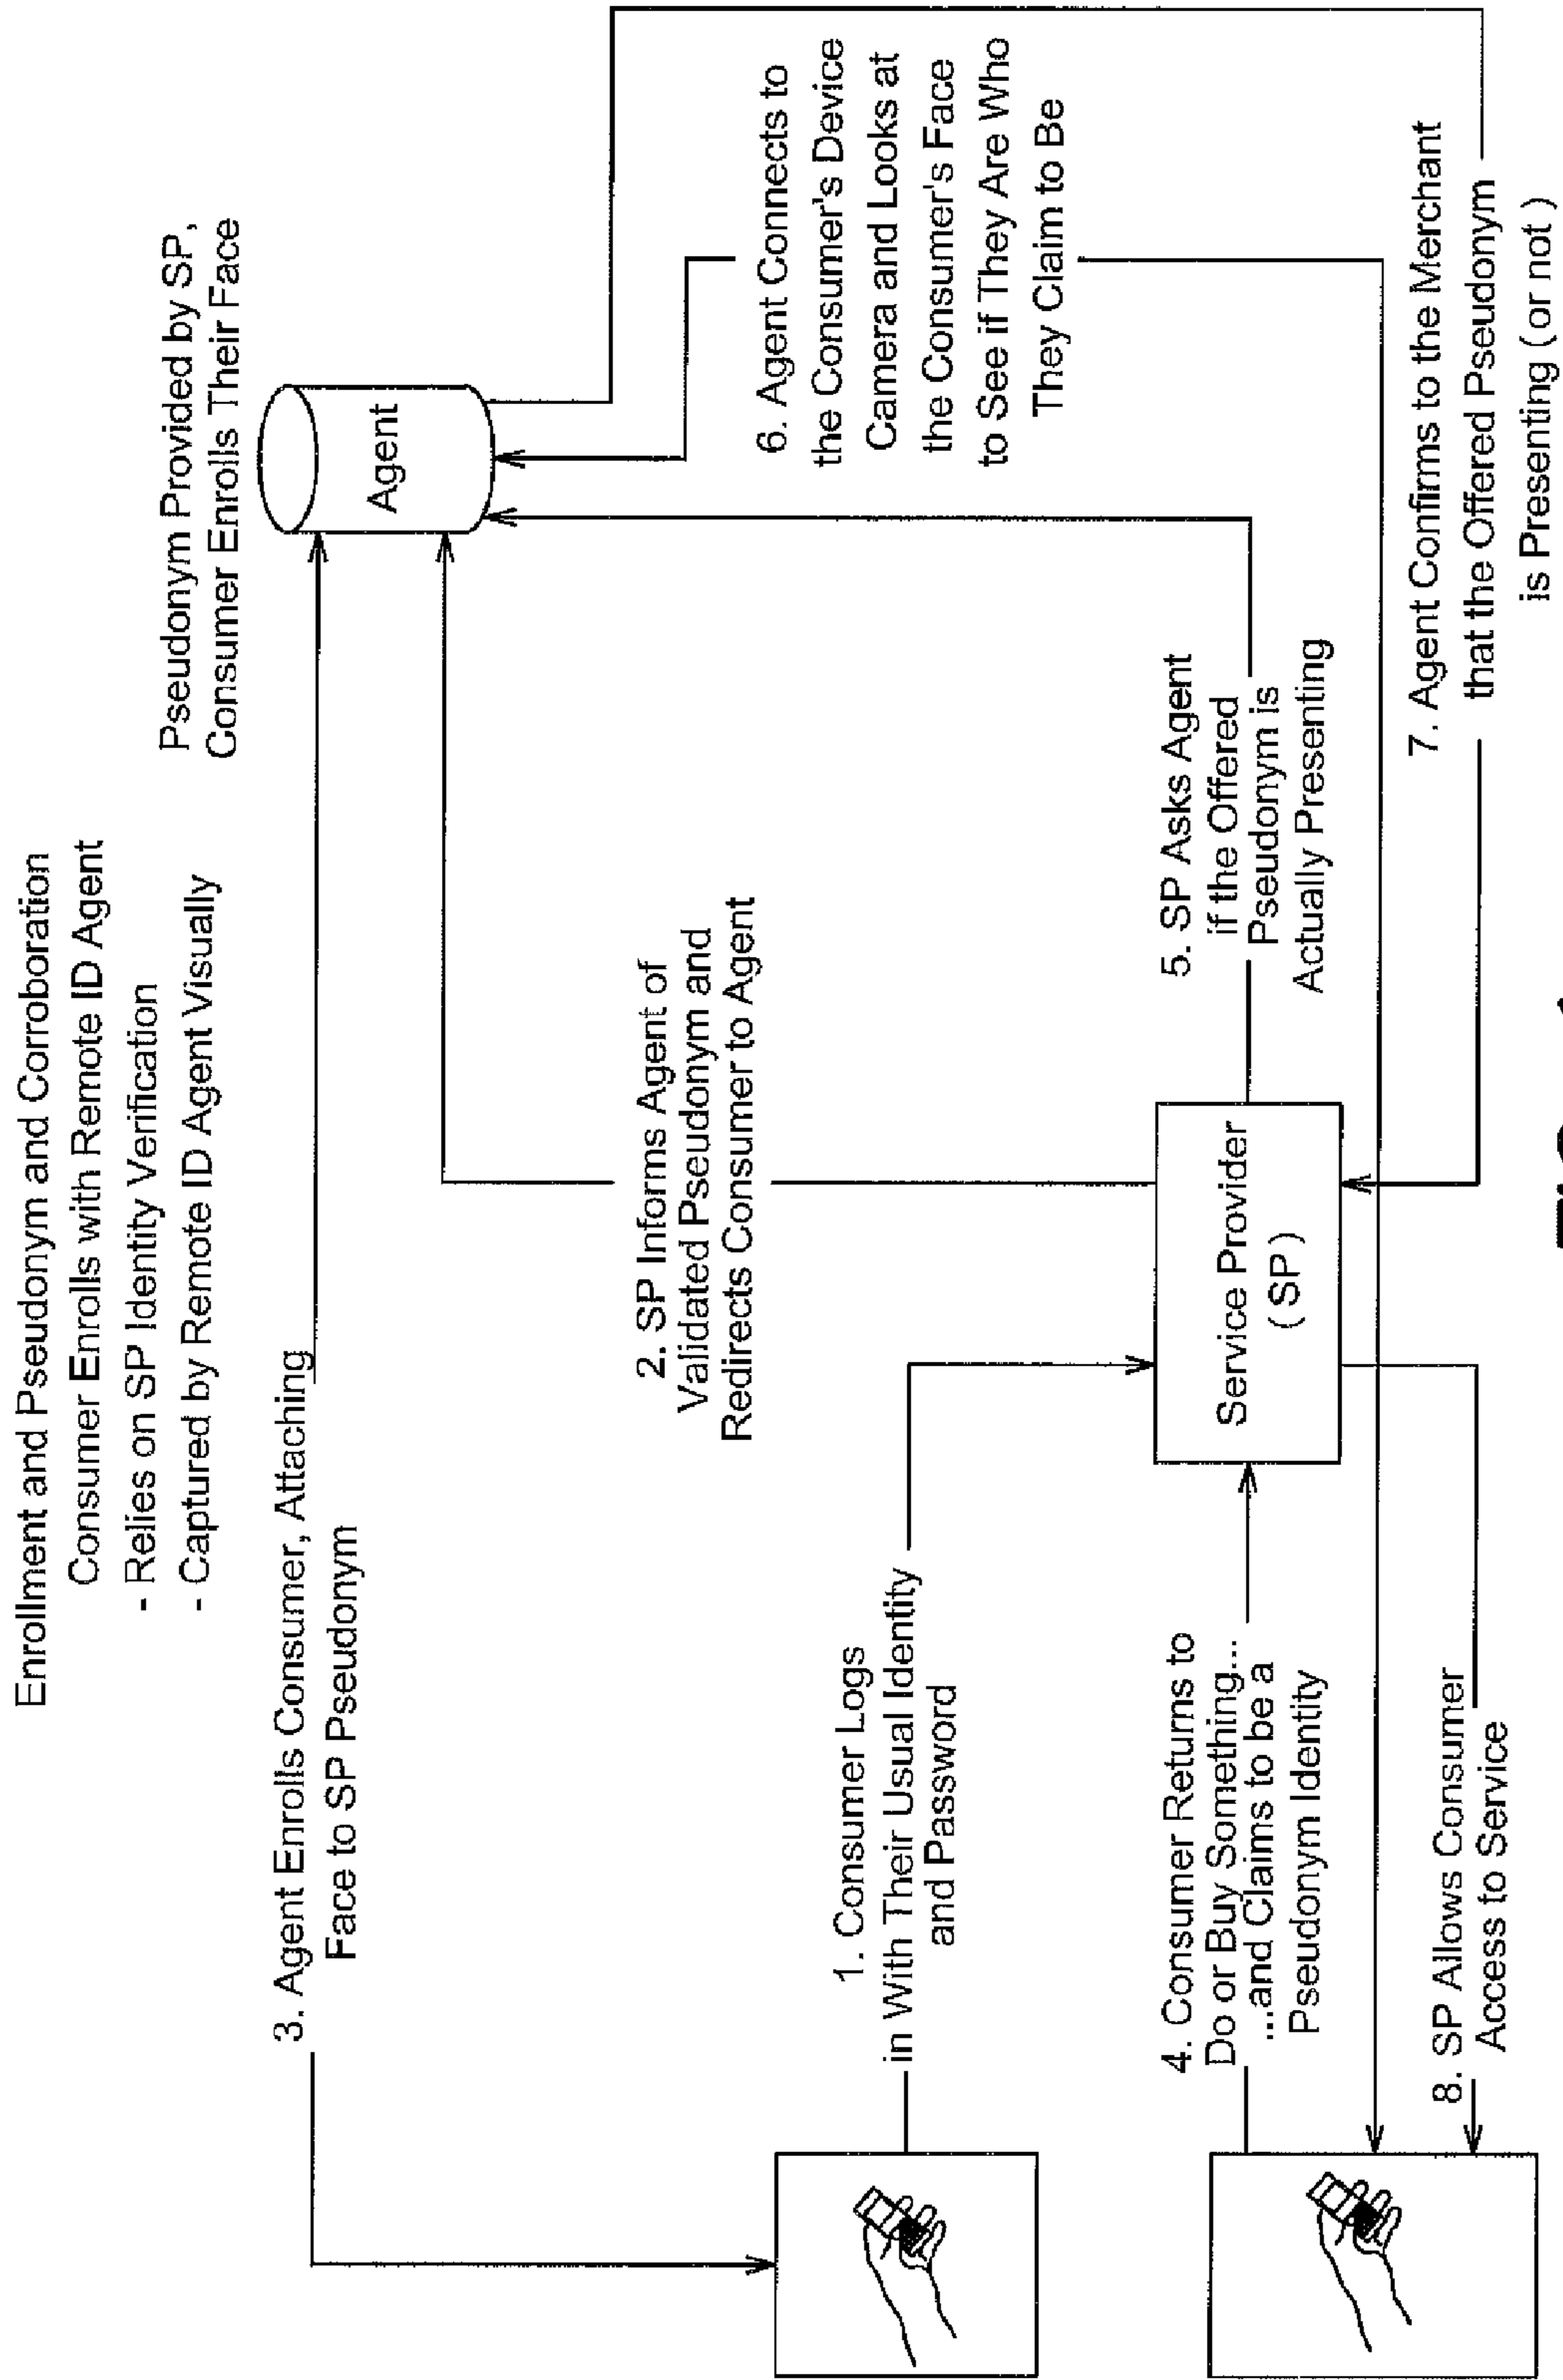 Enrollment and Pseudonym and Corroboration
Consumer Enrolls with Remote ID Agent
- Relies on SP Identity Verification
- Captured by Remote ID Agent Visually
Pseudonym Provided by SP,
Consumer Enrolls Their Face
Agent
3. Agent Enrolls Consumer, Attaching
Face to SP Pseudonym
2. SP Informs Agent of
Validated Pseudonym and
Redirects Consumer to Agent
1. Consumer Logs
in With Their Usual Identity
and Password
Service Provider
( SP )
4. Consumer Returns to
Do or Buy Something...
...and Claims to be a
Pseudonym Identity
5. SP Asks Agent
if the Offered
Pseudonym is
Actually Presenting
6. Agent Connects to
the Consumer's Device
Camera and Looks at
the Consumer's Face
to See if They Are Who
They Claim to Be
7. Agent Confirms to the Merchant
that the Offered Pseudonym
is Presenting ( or not )
8. SP Allows Consumer
Access to Service